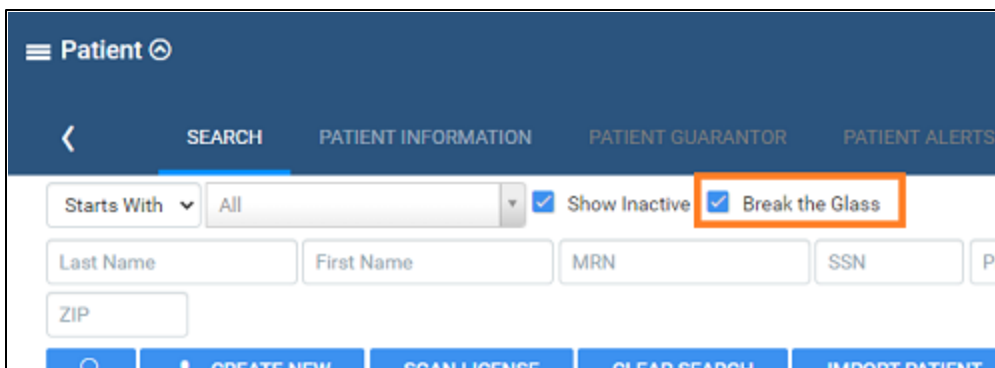 Patient
SEARCH PATIENT INFORMATION PATIENT GUARANTOR PATIENT ALERTS
Starts With All Show Inactive Break the Glass
Last Name First Name MRN SSN P
ZIP
CREATE NEW SCAN LICENSE CLEAR SEARCH IMPORT PATIENT